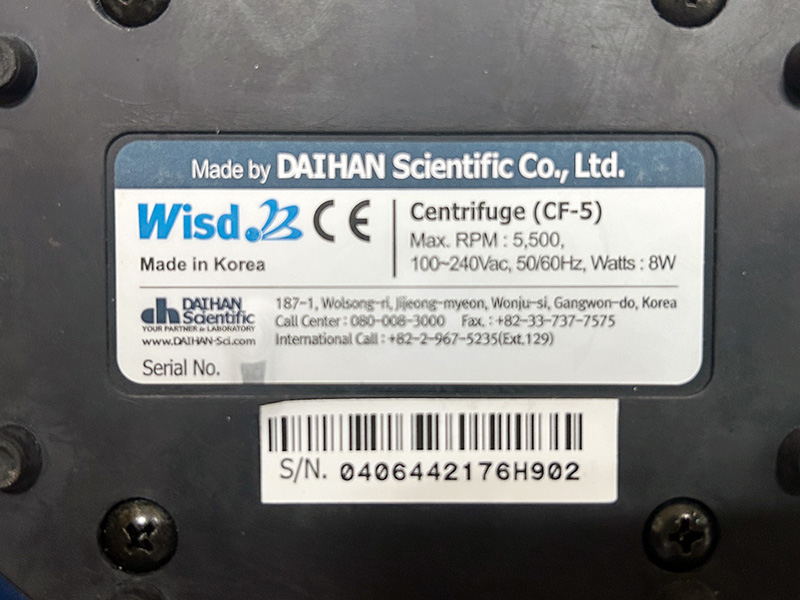 Made by DAIHAN Scientific Co., Ltd.
Wisd. CE
Made in Korea
Centrifuge (CF-5)
Max. RPM : 5,500,
100~240Vac, 50/60Hz, Watts : 8W
dh DAIHAN Scientific
YOUR PARTNER in LABORATORY
www.DAIHAN-Sci.com
187-1, Wolsong-ri, Jijeong-myeon, Wonju-si, Gangwon-do, Korea
Call Center : 080-008-3000 Fax. : +82-33-737-7575
International Call : +82-2-967-5235(Ext.129)
Serial No.
S/N. 0406442176H902